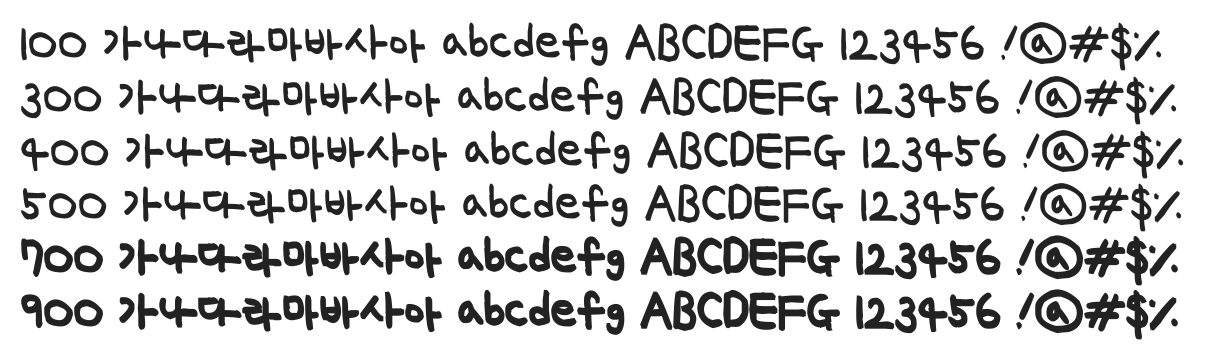 100 가나다라마바사아 abcdefg ABCDEFG 123456 !@#$%
300 가나다라마바사아 abcdefg ABCDEFG 123456 !@#$%
400 가나다라마바사아 abcdefg ABCDEFG 123456 !@#$%
500 가나다라마바사아 abcdefg ABCDEFG 123456 !@#$%
700 가나다라마바사아 abcdefg ABCDEFG 123456 !@#$%
900 가나다라마바사아 abcdefg ABCDEFG 123456 !@#$%